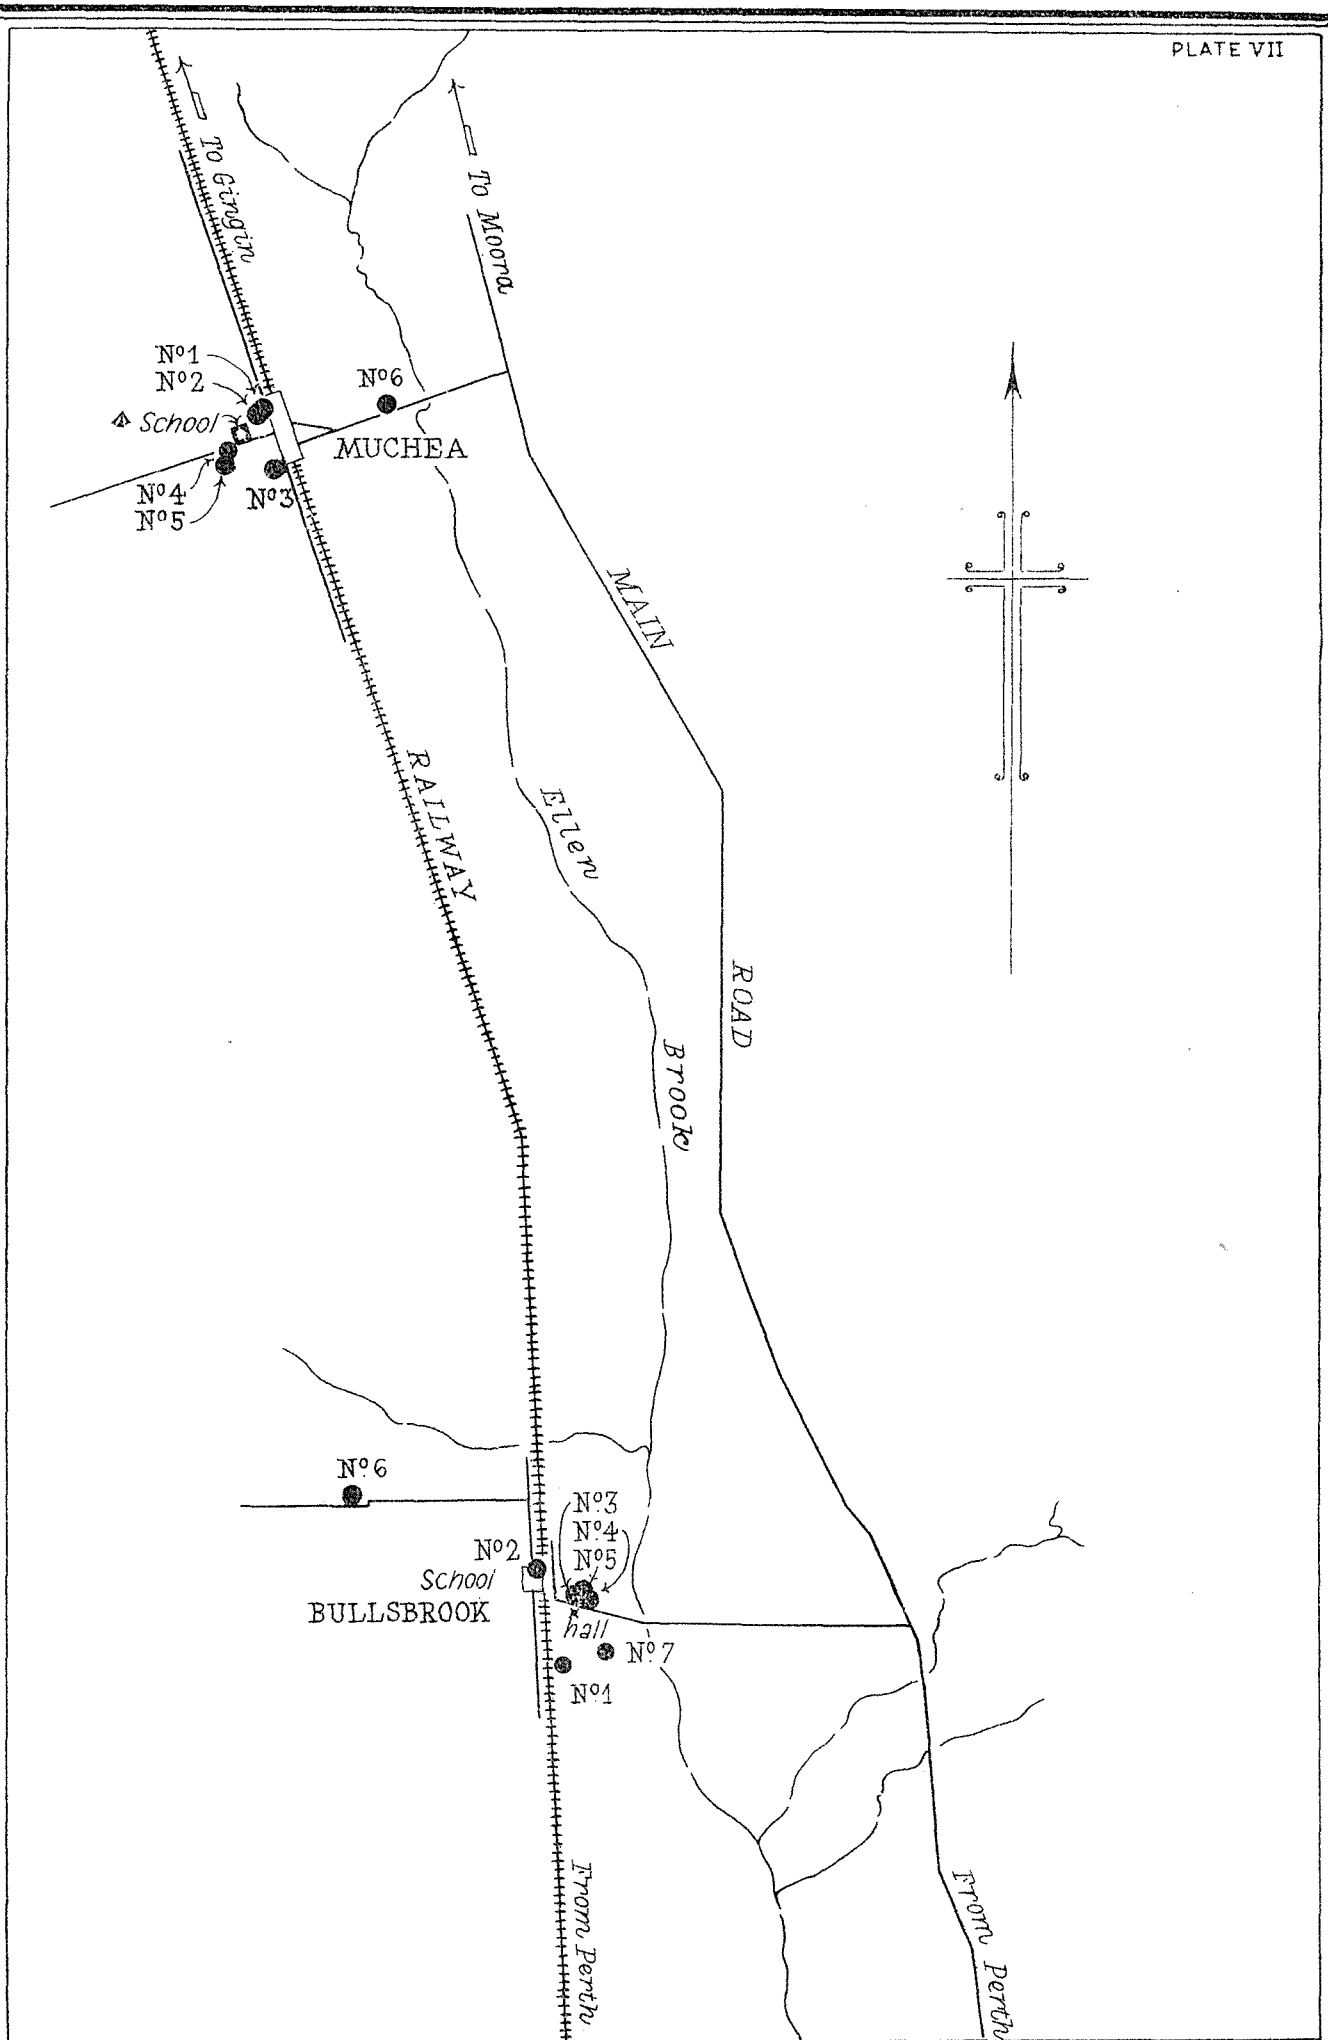 PLATE VII
To Gingin
To Moora
Nº1
Nº2
School
Nº4
Nº5
Nº3
Nº6
MUCHEA
MAIN
RAILWAY
Ellen
ROAD
Brook
Nº6
Nº3
Nº4
Nº5
Nº2
School
BULLSBROOK
hall
Nº7
Nº1
From Perth
From Perth